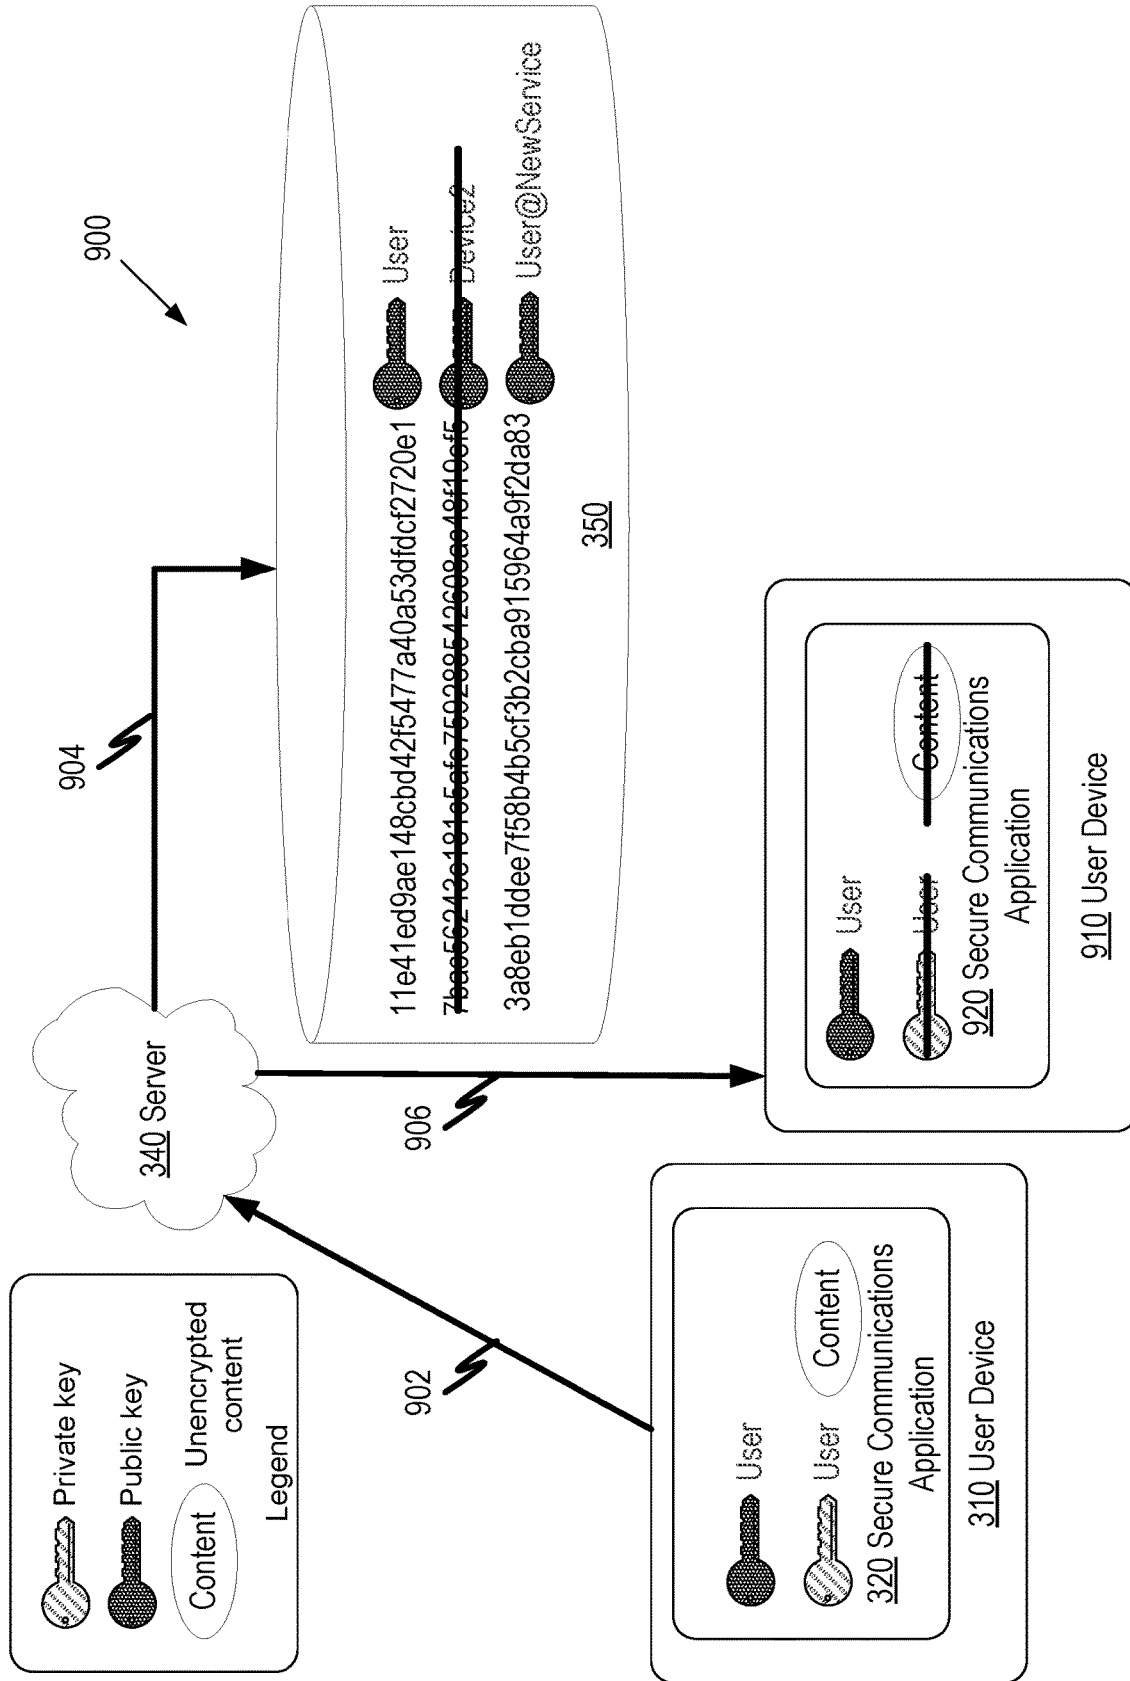 Private key
Public key
Content
Unencrypted
content
Legend
340 Server
904
900
902
906
11e41ed9ae148cbd42f5477a40a53dfdcf2720e1
User
Device2
3a8eb1ddee7f58b4b5cf3b2cba915964a9f2da83
User@NewService
350
User
User
Content
320 Secure Communications
Application
310 User Device
User
User
Content
920 Secure Communications
Application
910 User Device